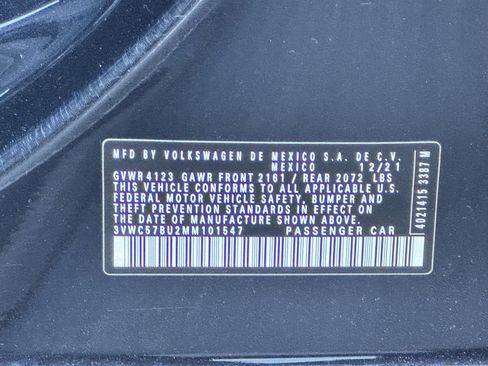 MFD BY VOLKSWAGEN DE MEXICO S.A. DE C.V.
MEXICO 12/21
GVWR 4123 GAWR FRONT 2161 / REAR 2072 LBS
THIS VEHICLE CONFORMS TO ALL APPLICABLE U.S.
FEDERAL MOTOR VEHICLE SAFETY, BUMPER AND
THEFT PREVENTION STANDARDS IN EFFECT ON
THE DATE OF MANUFACTURE SHOWN ABOVE.
3VWC57BU2MM101547 PASSENGER CAR
4021415 3387 M